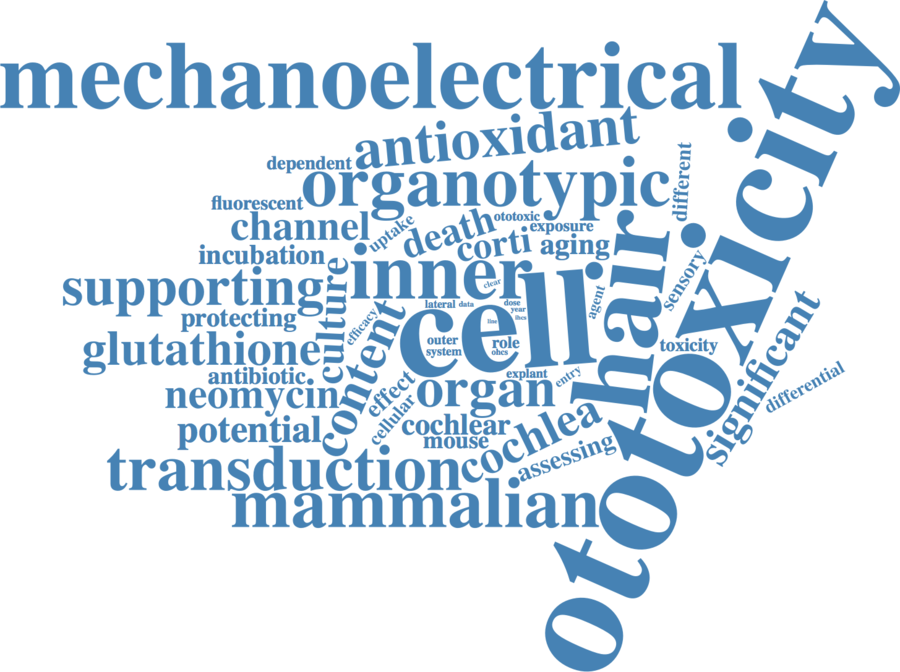 mechanoelectrical
ototoxicity
antioxidant
dependent
organotypic
different
fluorescent
channel
uptake
death
ototoxic
exposure
corti
aging
hair
incubation
inner
clear
sensory
supporting
culture
cell
agent
lateral
data
dose
year
protecting
efficacy
content
line
ihcs
outer
system
role
ohcs
toxicity
significant
glutathione
antibiotic
effect
explant
entry
differential
neomycin
organ
cellular
cochlear
mouse
cochlea
potential
assessing
transduction
mammalian